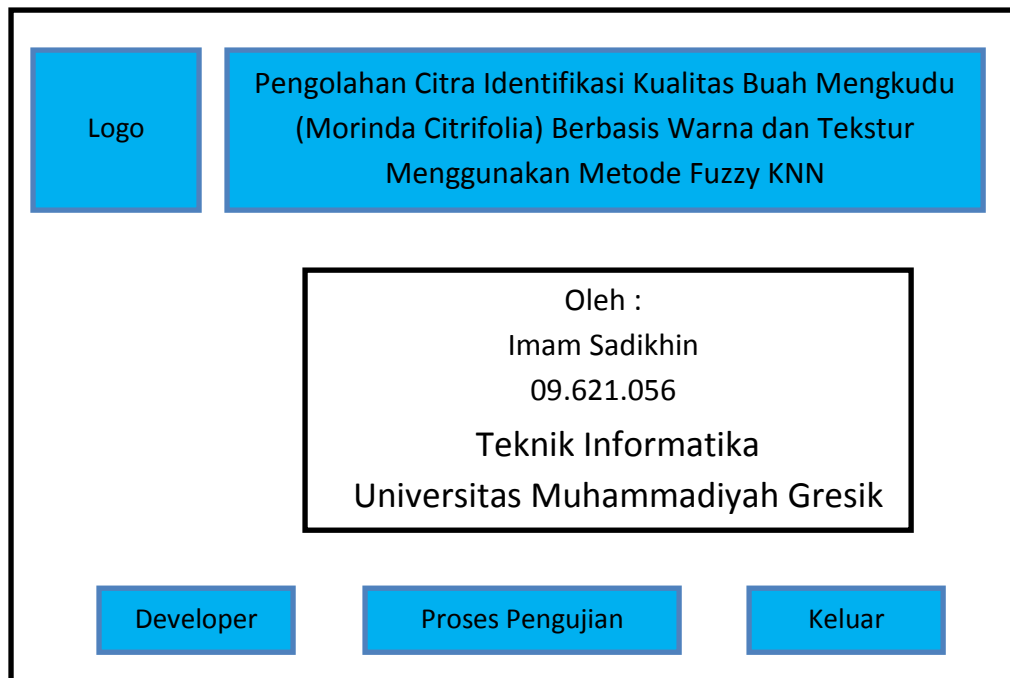 Logo
Pengolahan Citra Identifikasi Kualitas Buah Mengkudu
(Morinda Citrifolia) Berbasis Warna dan Tekstur
Menggunakan Metode Fuzzy KNN
Oleh :
Imam Sadikhin
09.621.056
Teknik Informatika
Universitas Muhammadiyah Gresik
Developer
Proses Pengujian
Keluar